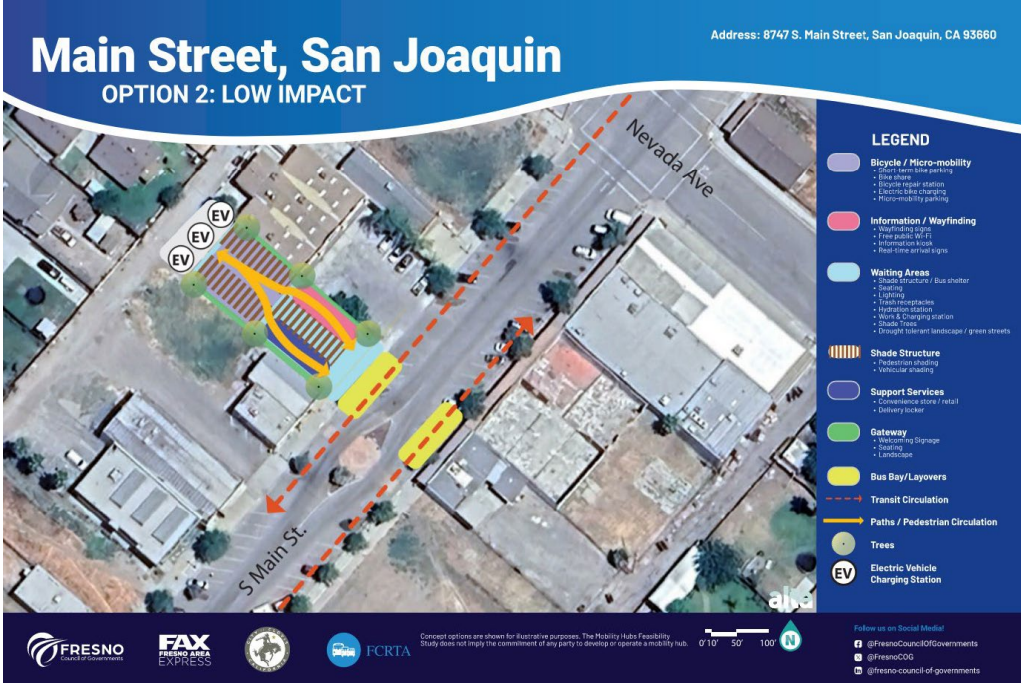 Main Street, San Joaquin
OPTION 2: LOW IMPACT
Address: 8747 S. Main Street, San Joaquin, CA 93660
Nevada Ave
EV
EV
EV
S Main St.
alta
LEGEND
Bicycle / Micro-mobility
• Short-term bike parking
• Bike share
• Bicycle repair station
• Electric bike charging
• Micro-mobility parking
Information / Wayfinding
• Wayfinding signs
• Free public Wi-Fi
• Information kiosk
• Real-time arrival signs
Waiting Areas
• Shade structure / Bus shelter
• Seating
• Lighting
• Trash receptacles
• Hydration station
• Work & Charging station
• Shade Trees
• Drought tolerant landscape / green streets
Shade Structure
• Pedestrian shading
• Vehicular shading
Support Services
• Convenience store / retail
• Delivery locker
Gateway
• Welcoming Signage
• Seating
• Landscape
Bus Bay/Layovers
Transit Circulation
Paths / Pedestrian Circulation
Trees
EV
Electric Vehicle
Charging Station
FRESNO
Council of Governments
FAX
FRESNO AREA
EXPRESS
FCRTA
Concept options are shown for illustrative purposes. The Mobility Hubs Feasibility
Study does not imply the commitment of any party to develop or operate a mobility hub.
0' 10' 50' 100'
N
Follow us on Social Media!
@FresnoCouncilOfGovernments
@FresnoCOG
@fresno-council-of-governments